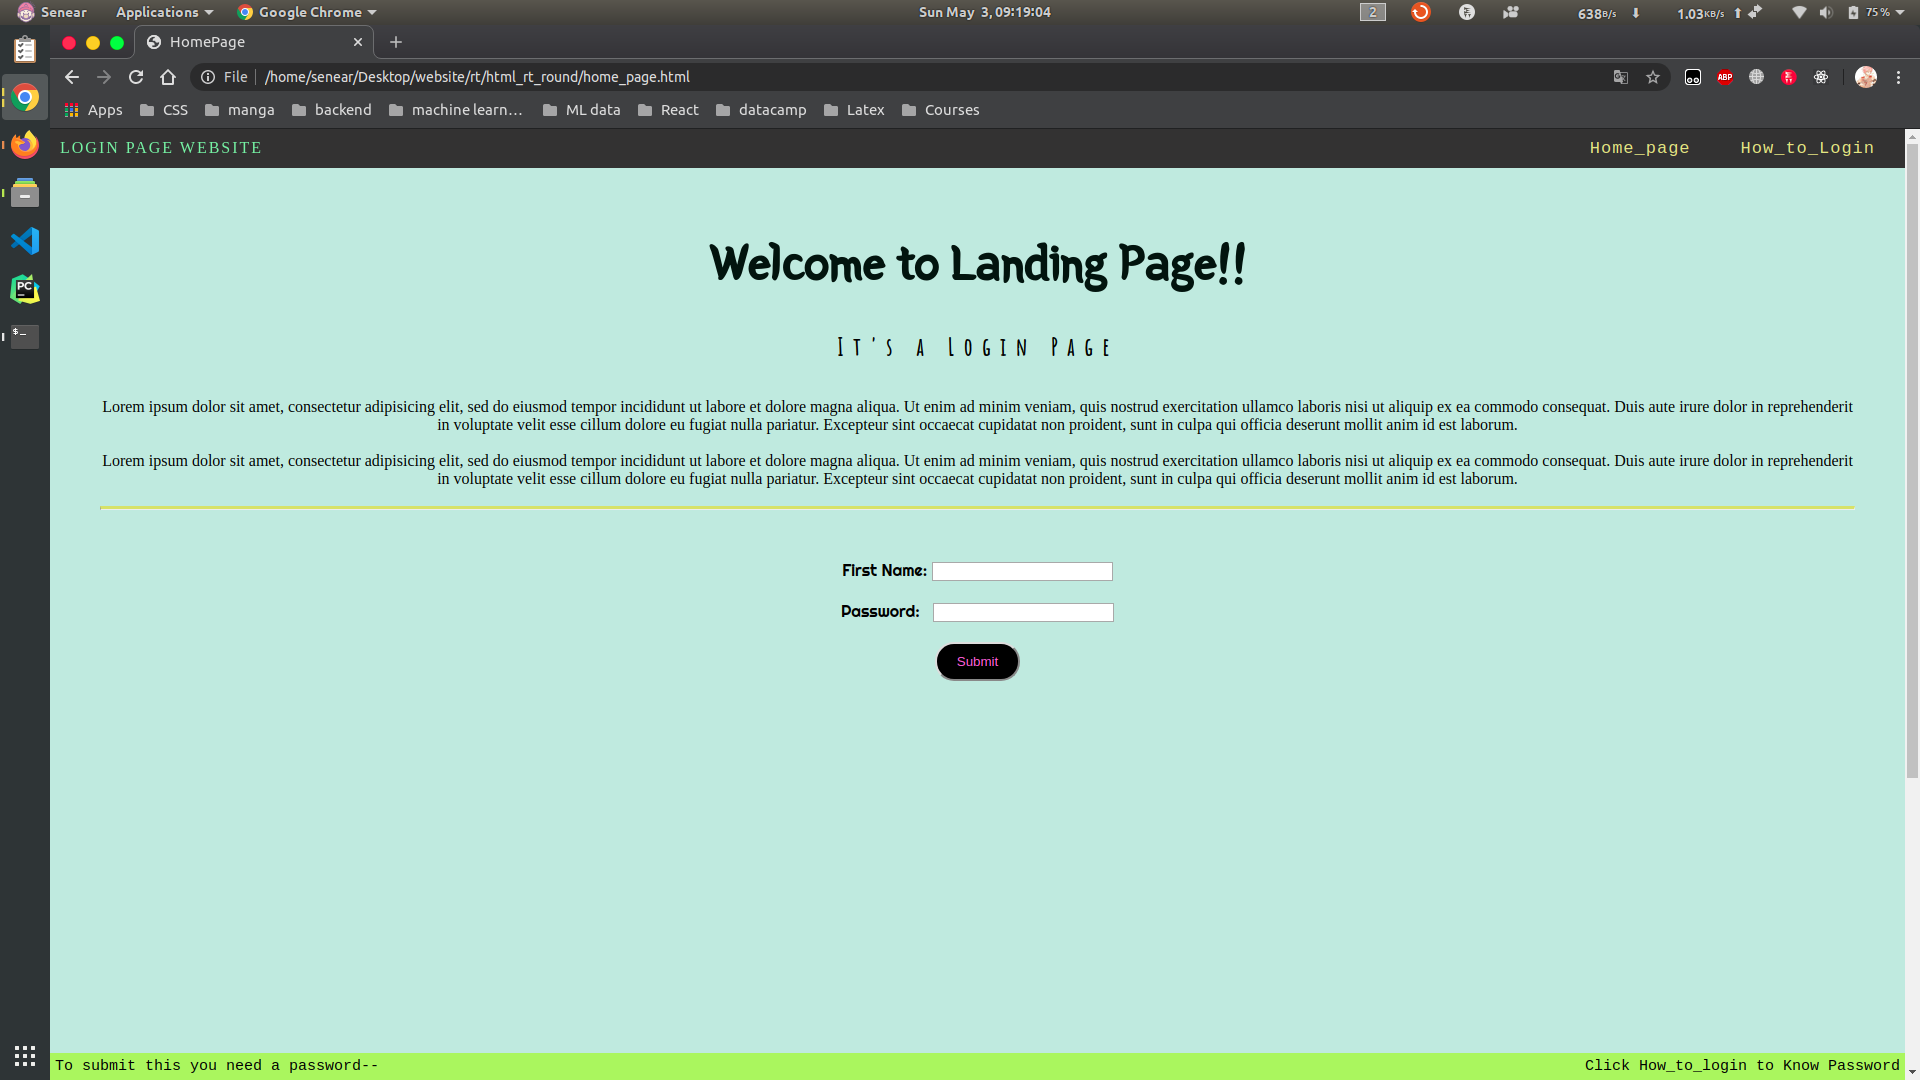 Senear Applications Google Chrome Sun May 3, 09:19:04 2 638B/s 1.03KB/s 75%
HomePage
File /home/senear/Desktop/website/rt/html_rt_round/home_page.html ABP
Apps CSS manga backend machine learn… ML data React datacamp Latex Courses
LOGIN PAGE WEBSITE Home_page How_to_Login
Welcome to Landing Page!!
It's a Login Page
Lorem ipsum dolor sit amet, consectetur adipisicing elit, sed do eiusmod tempor incididunt ut labore et dolore magna aliqua. Ut enim ad minim veniam, quis nostrud exercitation ullamco laboris nisi ut aliquip ex ea commodo consequat. Duis aute irure dolor in reprehenderit
in voluptate velit esse cillum dolore eu fugiat nulla pariatur. Excepteur sint occaecat cupidatat non proident, sunt in culpa qui officia deserunt mollit anim id est laborum.
Lorem ipsum dolor sit amet, consectetur adipisicing elit, sed do eiusmod tempor incididunt ut labore et dolore magna aliqua. Ut enim ad minim veniam, quis nostrud exercitation ullamco laboris nisi ut aliquip ex ea commodo consequat. Duis aute irure dolor in reprehenderit
in voluptate velit esse cillum dolore eu fugiat nulla pariatur. Excepteur sint occaecat cupidatat non proident, sunt in culpa qui officia deserunt mollit anim id est laborum.
First Name:
Password:
Submit
To submit this you need a password-- Click How_to_login to Know Password
PC
$_